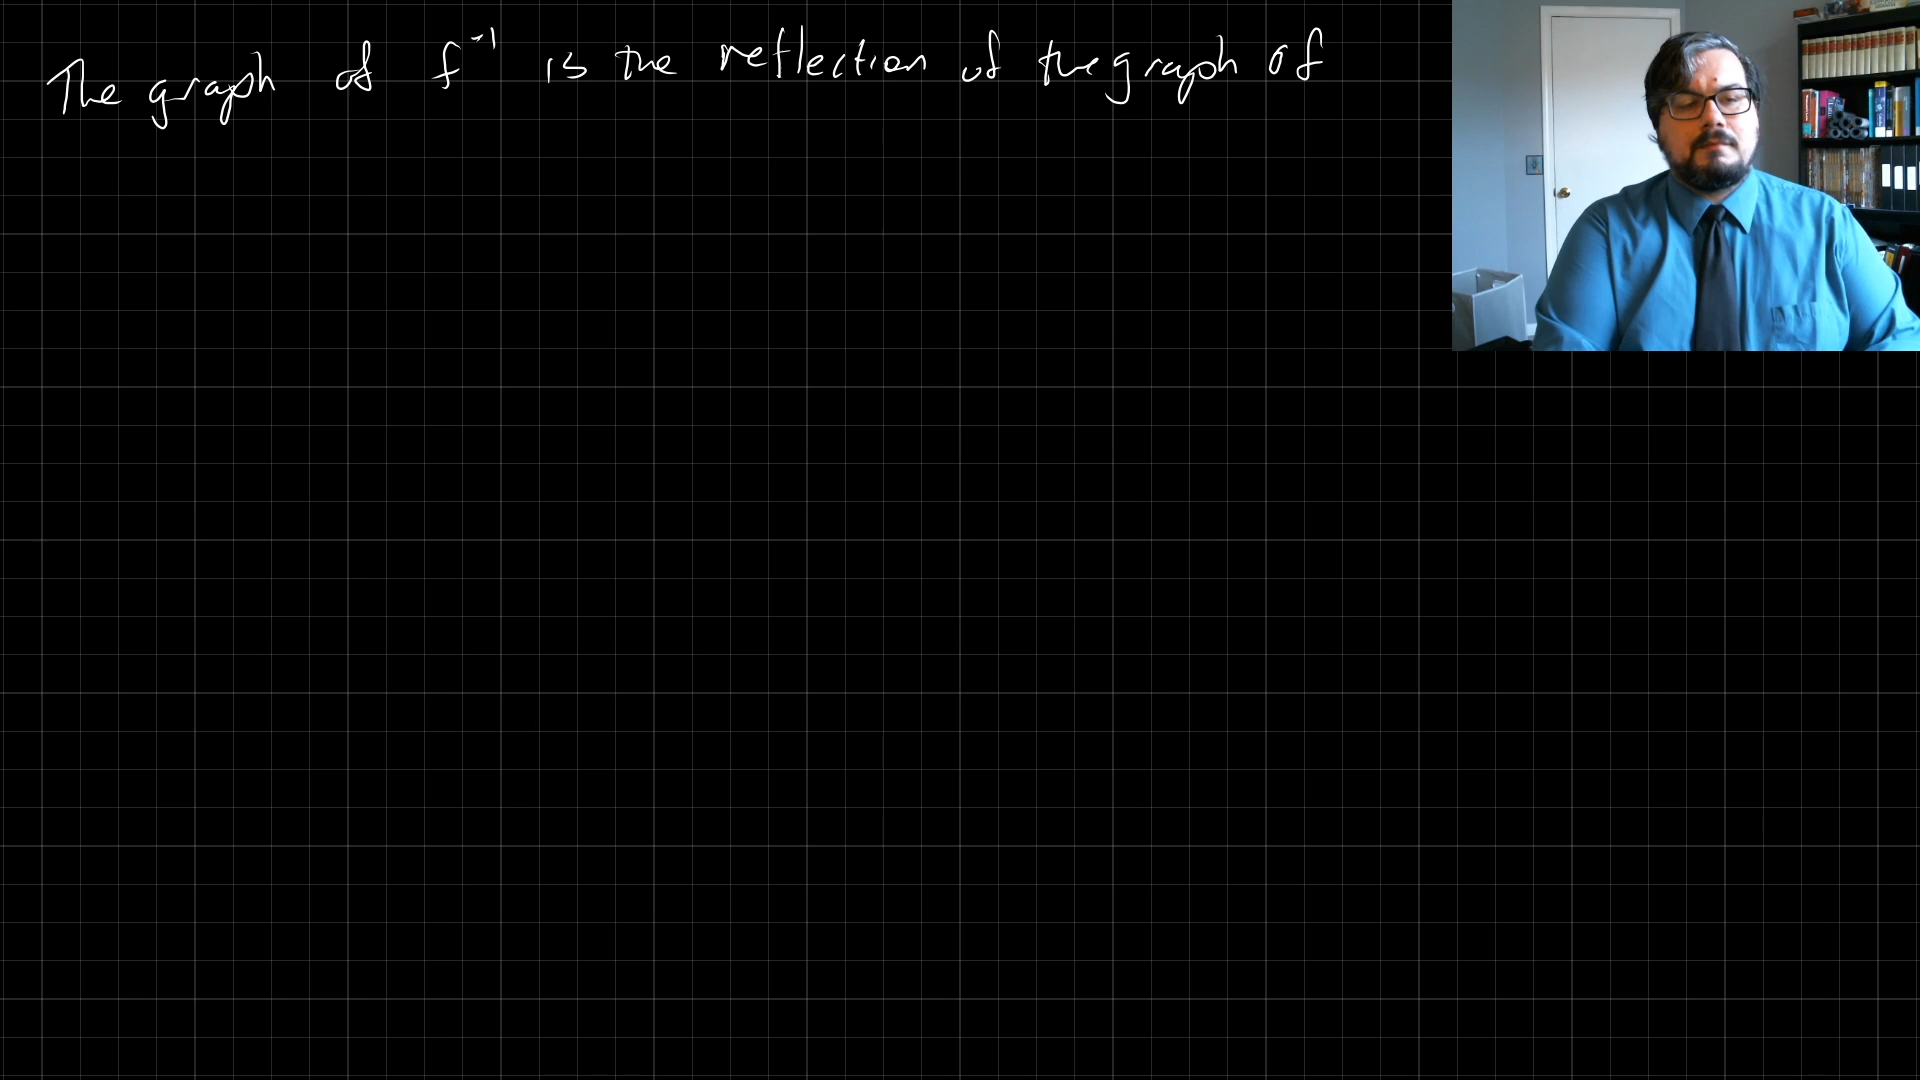 The graph of f⁻¹ is the reflection of the graph of